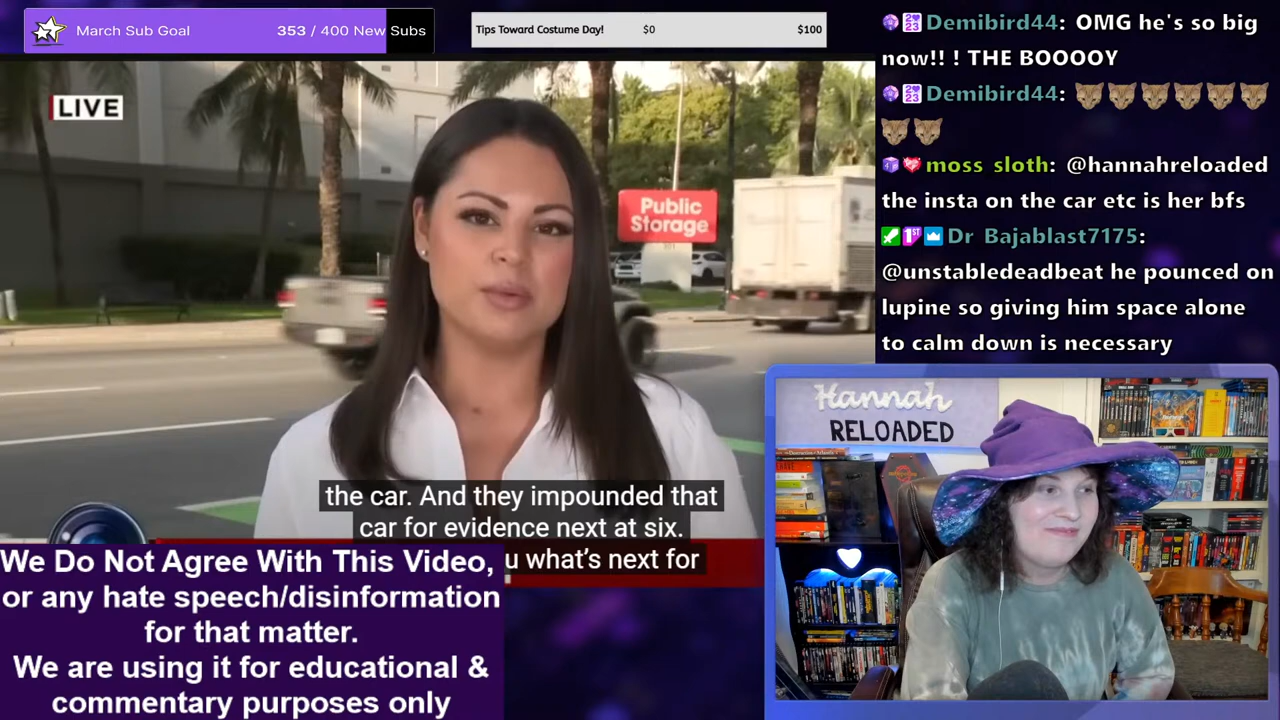 March Sub Goal 353 / 400 New Subs
Tips Toward Costume Day! $0 $100
LIVE
Public
Storage
the car. And they impounded that
car for evidence next at six.
u what's next for
We Do Not Agree With This Video,
or any hate speech/disinformation
for that matter.
We are using it for educational &
commentary purposes only
Demibird44: OMG he's so big
now!! ! THE BOOOOY
Demibird44:
moss sloth: @hannahreloaded
the insta on the car etc is her bfs
Dr Bajablast7175:
@unstabledeadbeat he pounced on
lupine so giving him space alone
to calm down is necessary
Hannah
RELOADED